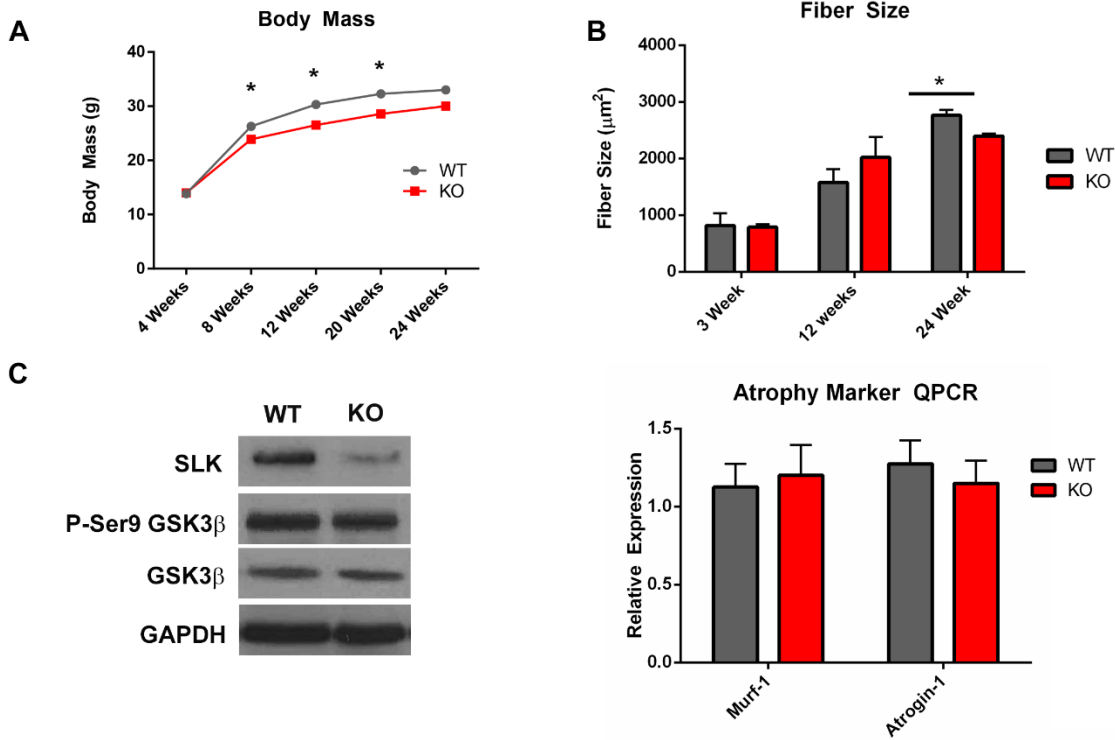 A
Body Mass
Body Mass (g)
40
30
20
10
0
*
*
*
WT
KO
4 Weeks
8 Weeks
12 Weeks
20 Weeks
24 Weeks
B
Fiber Size
Fiber Size (μm²)
4000
3000
2000
1000
0
*
WT
KO
3 Week
12 weeks
24 Week
C
WT KO
SLK
P-Ser9 GSK3β
GSK3β
GAPDH
Atrophy Marker QPCR
Relative Expression
1.5
1.0
0.5
0.0
WT
KO
Murf-1
Atrogin-1